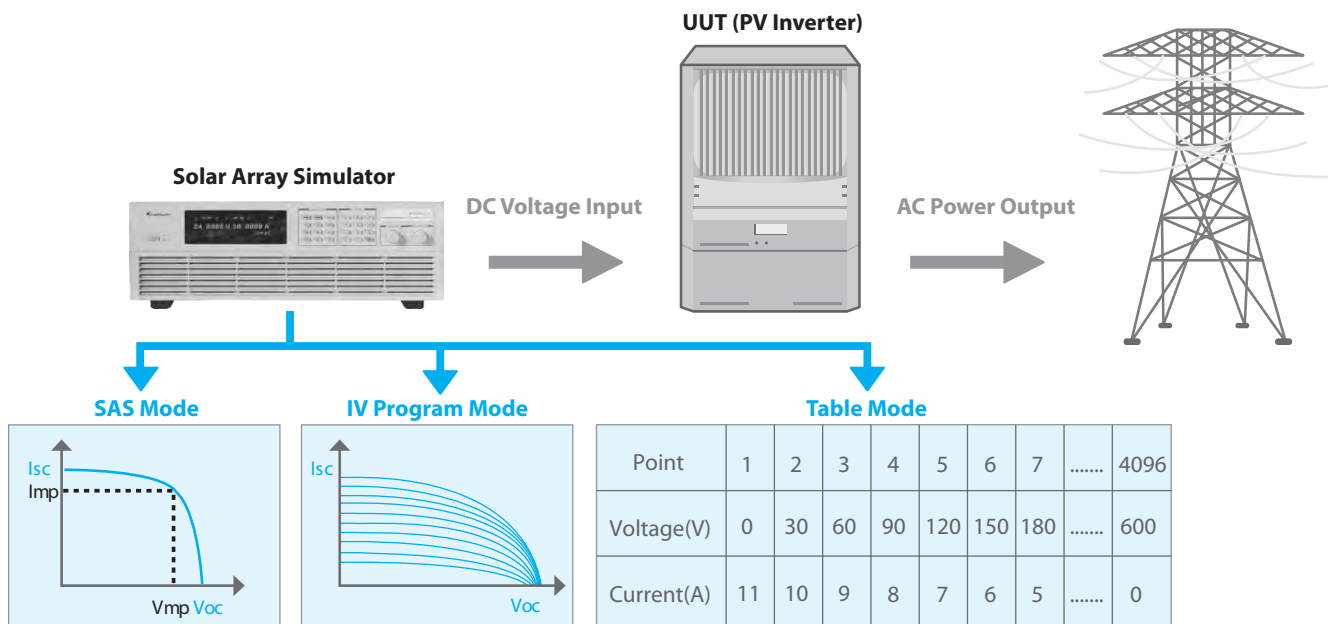 UUT (PV Inverter)
Solar Array Simulator
DC Voltage Input
AC Power Output
SAS Mode
IV Program Mode
Table Mode
Isc
Imp
Vmp Voc
Isc
Voc
Point 1 2 3 4 5 6 7 ....... 4096
Voltage(V) 0 30 60 90 120 150 180 ....... 600
Current(A) 11 10 9 8 7 6 5 ....... 0